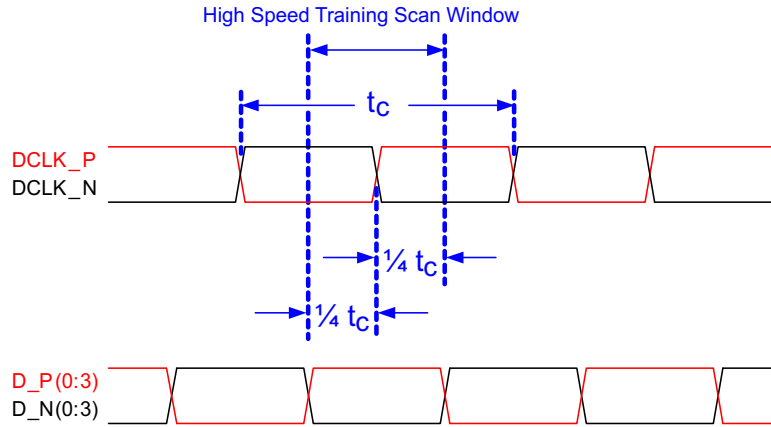 High Speed Training Scan Window
tC
DCLK_P
DCLK_N
¼ tC
¼ tC
D_P(0:3)
D_N(0:3)